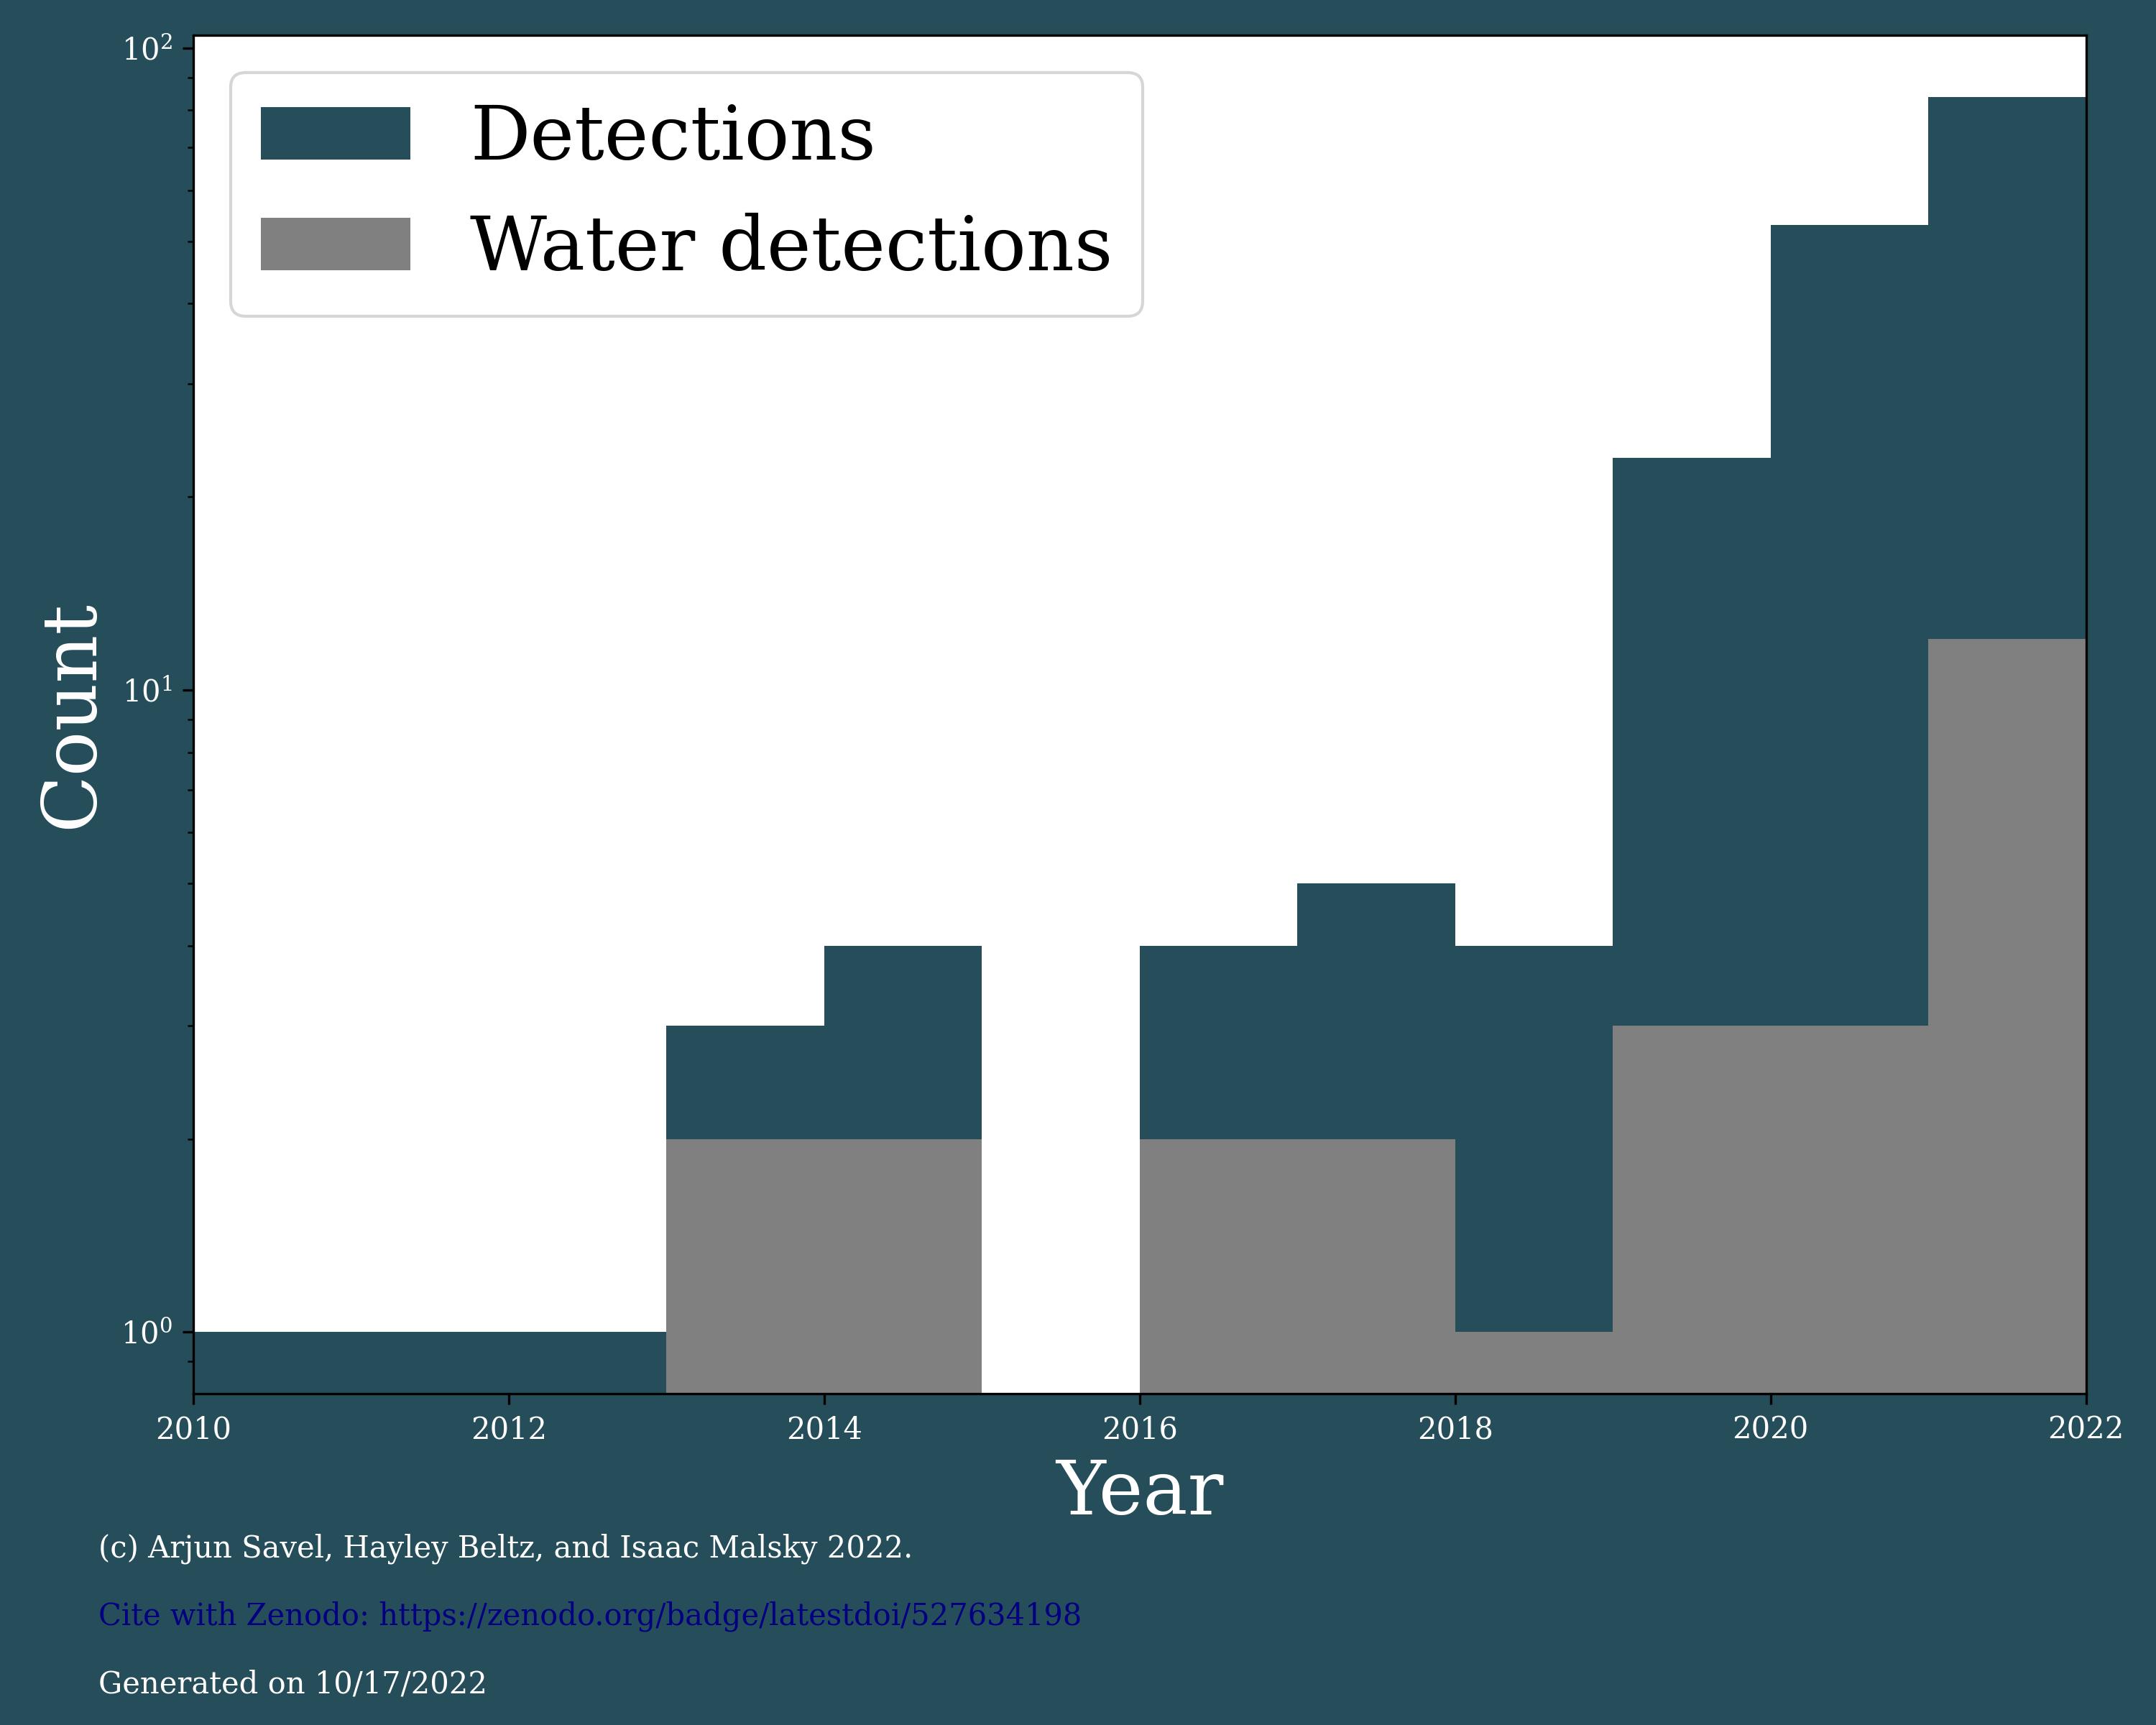 10²
Detections
Water detections
10¹
10⁰
Count
2010 2012 2014 2016 2018 2020 2022
Year
(c) Arjun Savel, Hayley Beltz, and Isaac Malsky 2022.
Cite with Zenodo: https://zenodo.org/badge/latestdoi/527634198
Generated on 10/17/2022